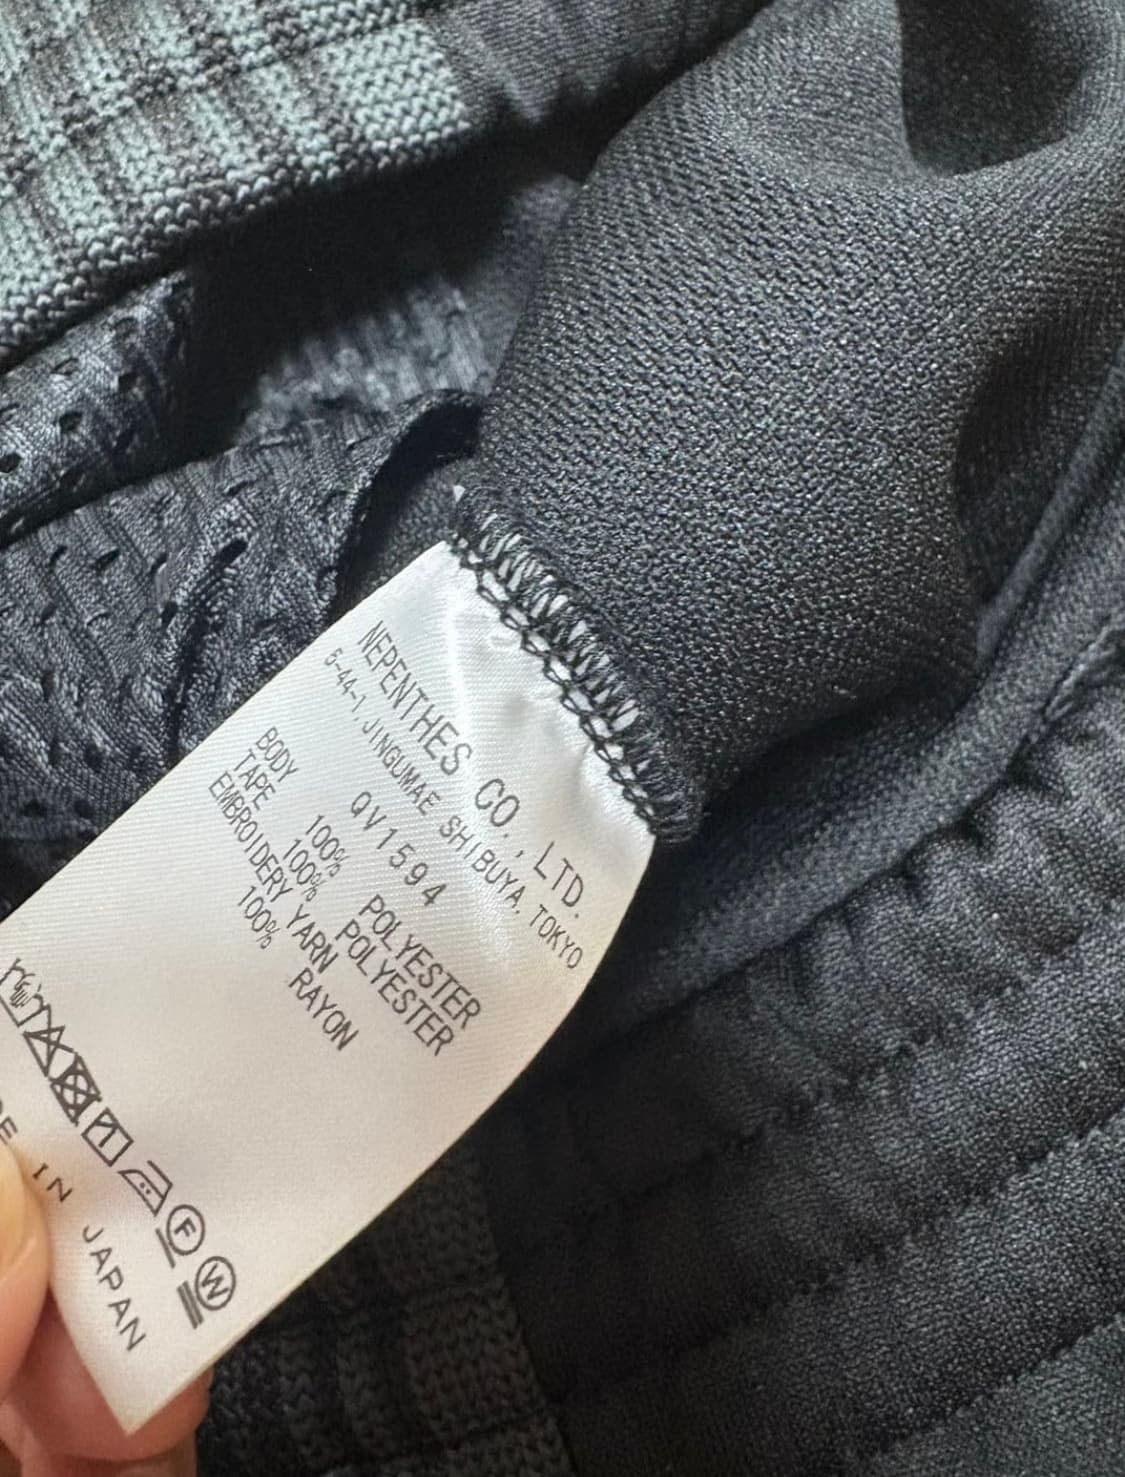 NEPENTHES CO., LTD.
5-44-1, JINGUMAE SHIBUYA, TOKYO
QV1594
BODY 100% POLYESTER
TAPE 100% POLYESTER
EMBROIDERY YARN
100% RAYON
F W
IN JAPAN